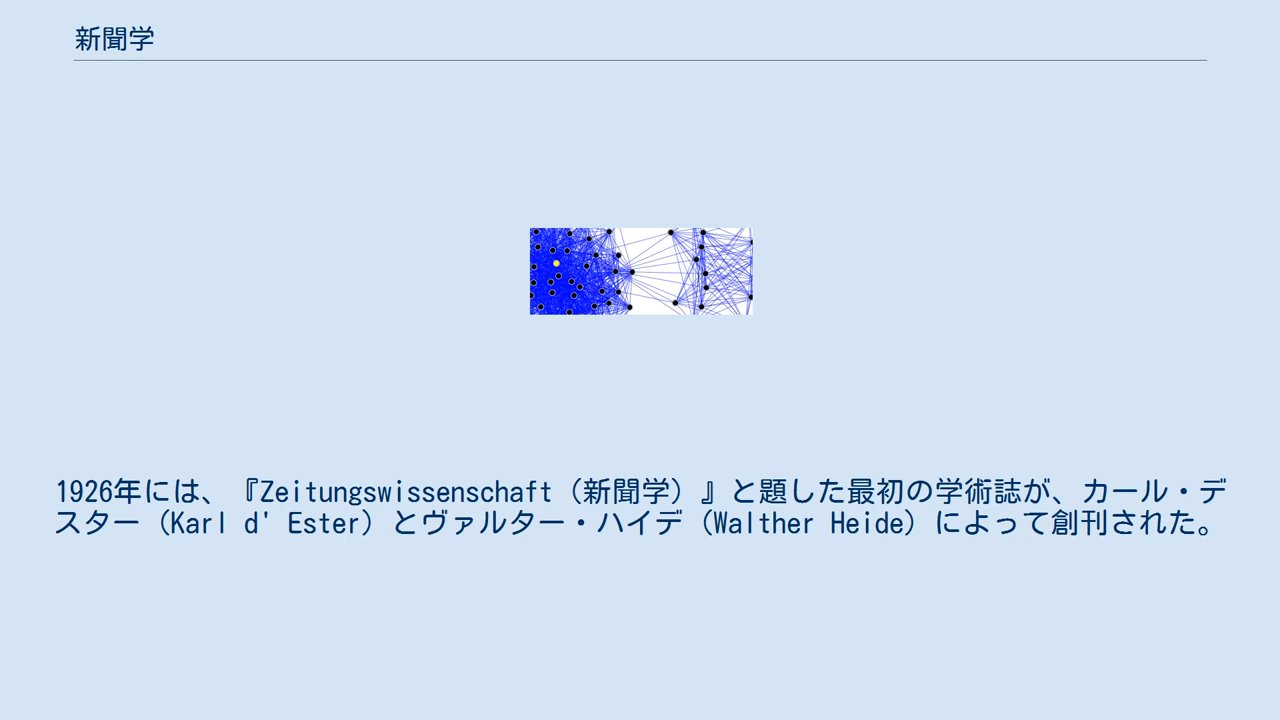 新聞学
1926年には、『Zeitungswissenschaft（新聞学）』と題した最初の学術誌が、カール・デ
スター（Karl d' Ester）とヴァルター・ハイデ（Walther Heide）によって創刊された。